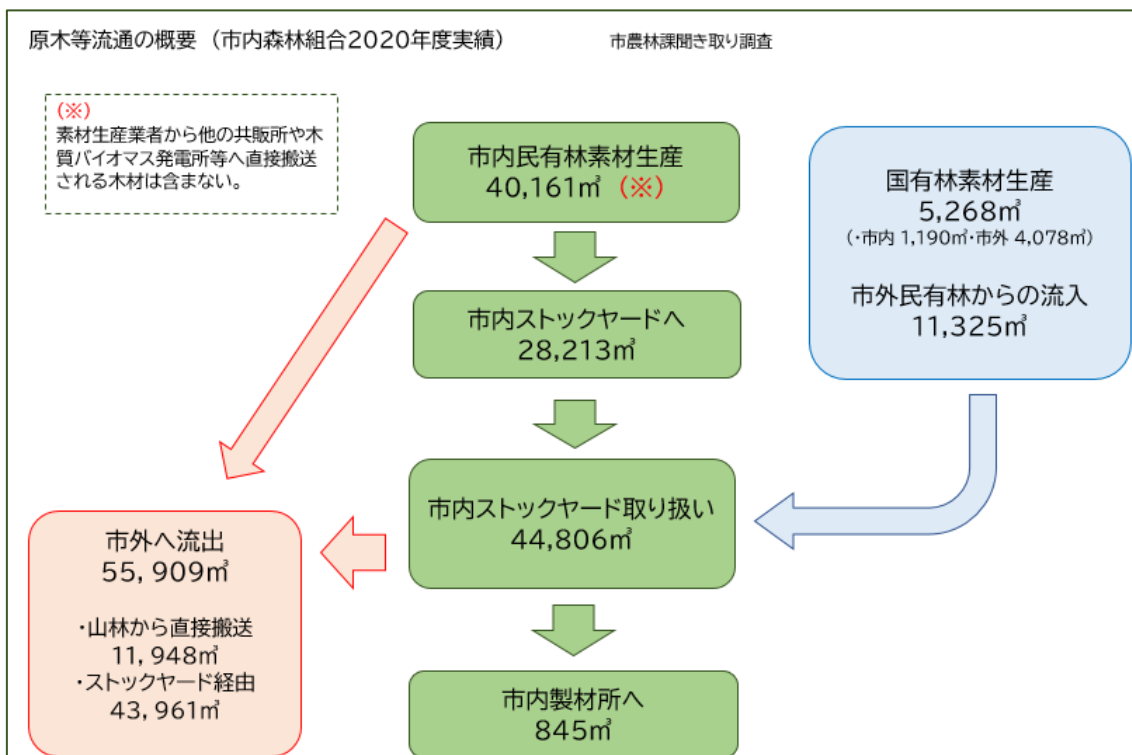 原木等流通の概要 (市内森林組合2020年度実績)
市農林課聞き取り調査
(※)
素材生産業者から他の共販所や木
質バイオマス発電所等へ直接搬送
される木材は含まない。
市内民有林素材生産
40,161㎥ (※)
国有林素材生産
5,268㎥
(・市内 1,190㎥・市外 4,078㎥)
市外民有林からの流入
11,325㎥
市内ストックヤードへ
28,213㎥
市内ストックヤード取り扱い
44,806㎥
市外へ流出
55,909㎥
・山林から直接搬送
11,948㎥
・ストックヤード経由
43,961㎥
市内製材所へ
845㎥